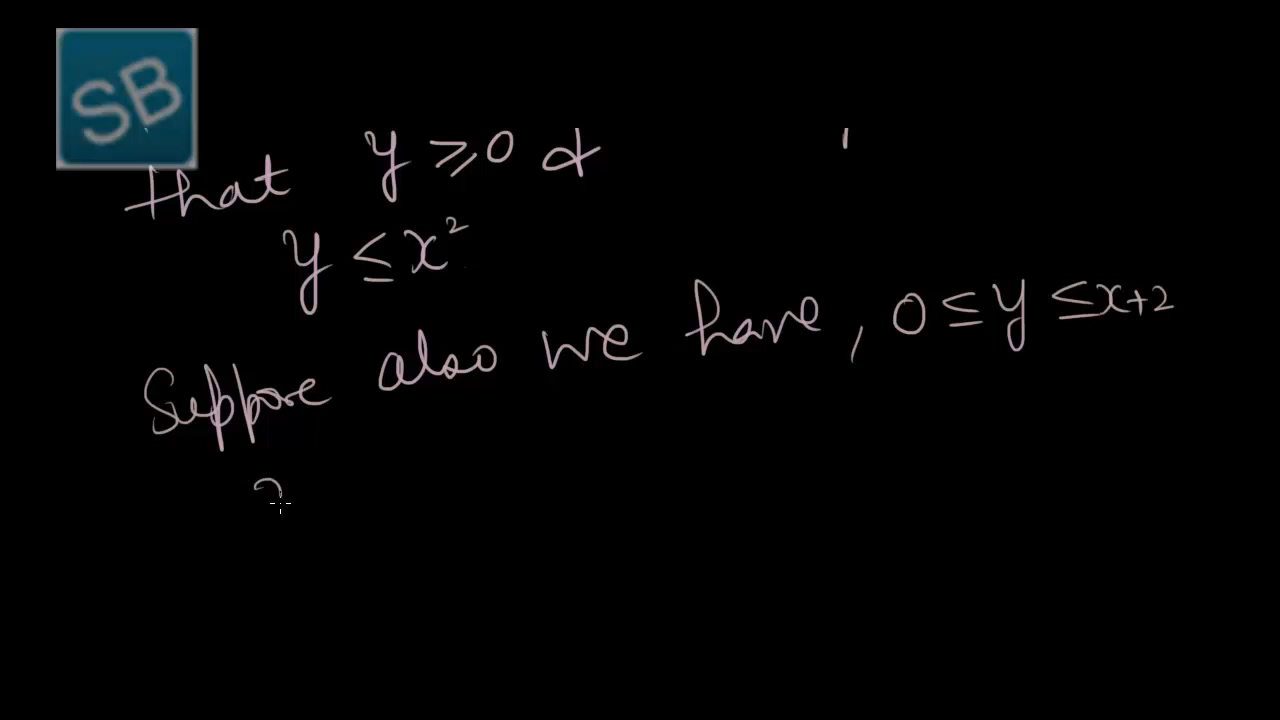 SB
that y ≥ 0 &
y ≤ x²
Suppose also we have, 0 ≤ y ≤ x+2